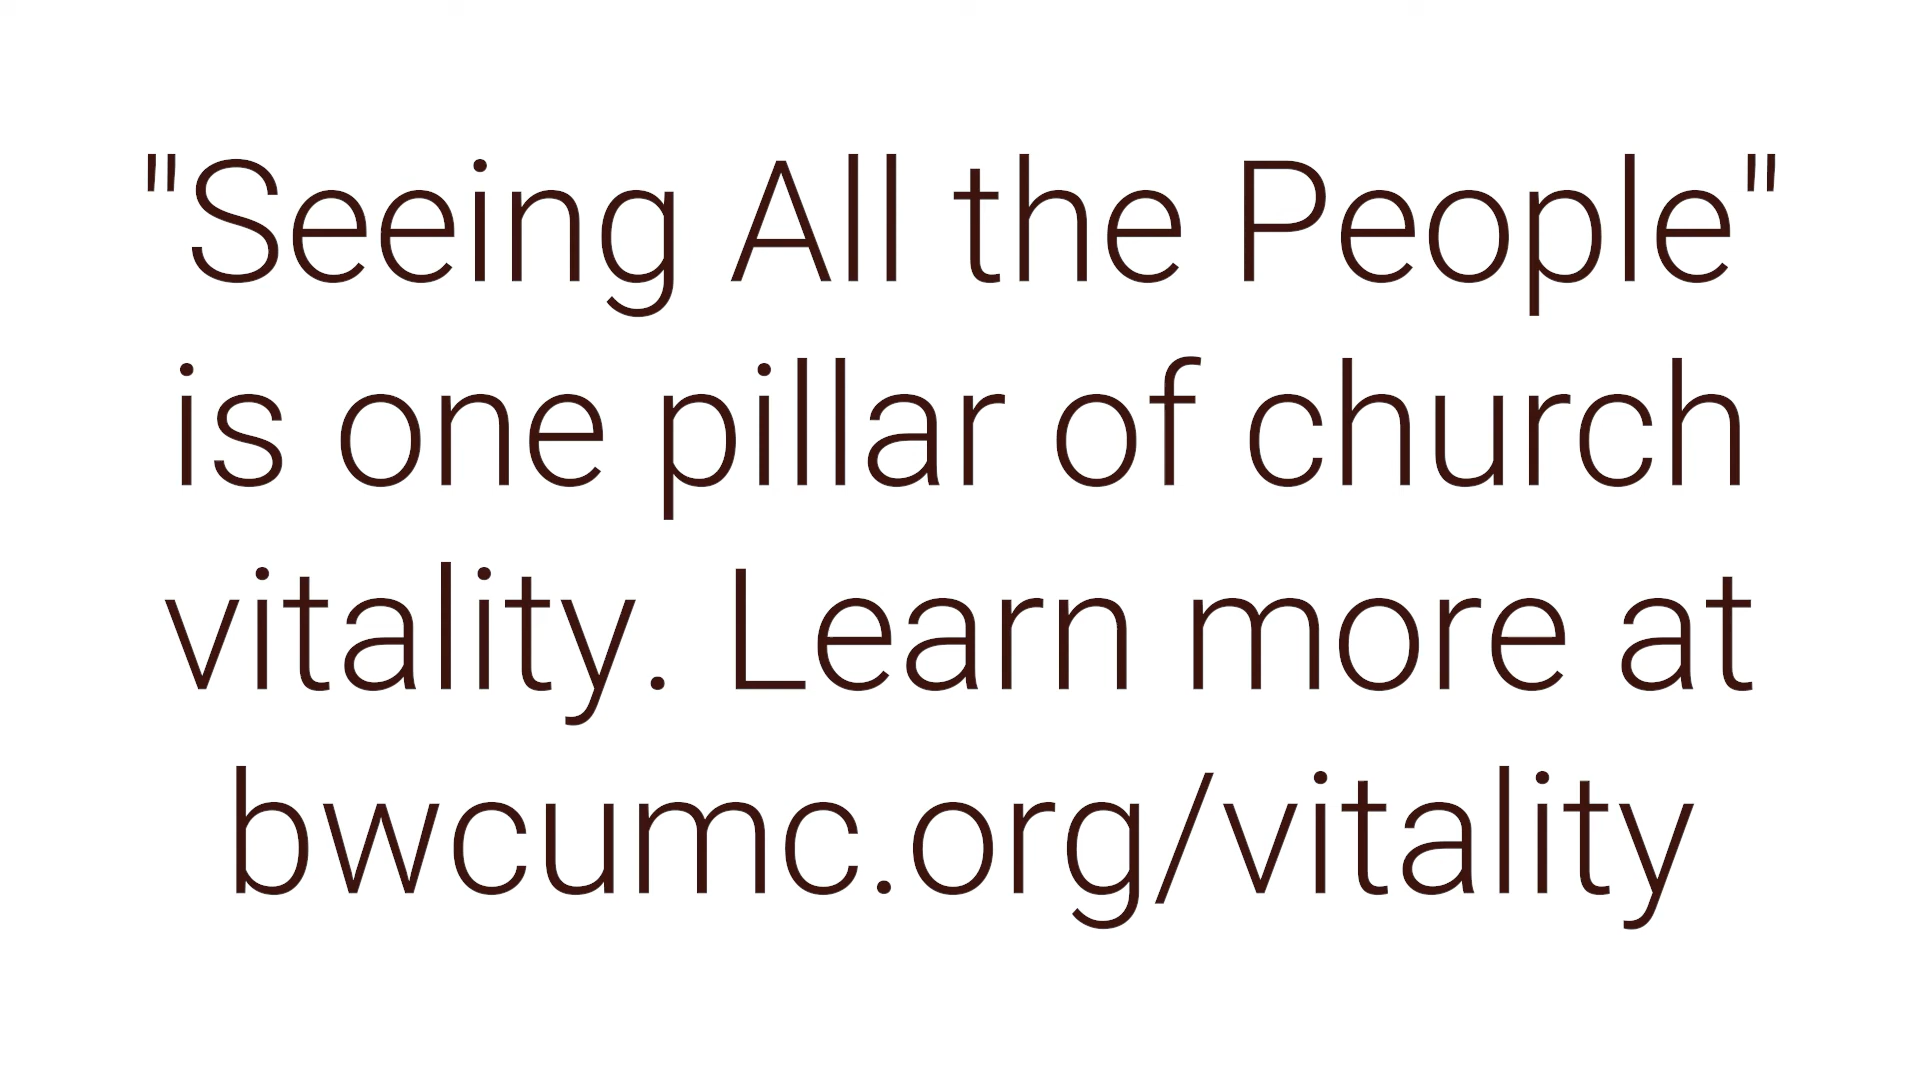 "Seeing All the People"
is one pillar of church
vitality. Learn more at
bwcumc.org/vitality